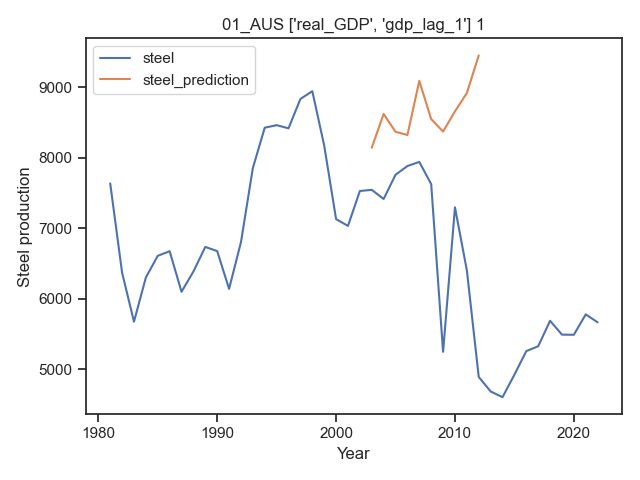 01_AUS ['real_GDP', 'gdp_lag_1'] 1
steel
steel_prediction
Steel production
9000
8000
7000
6000
5000
1980
1990
2000
2010
2020
Year